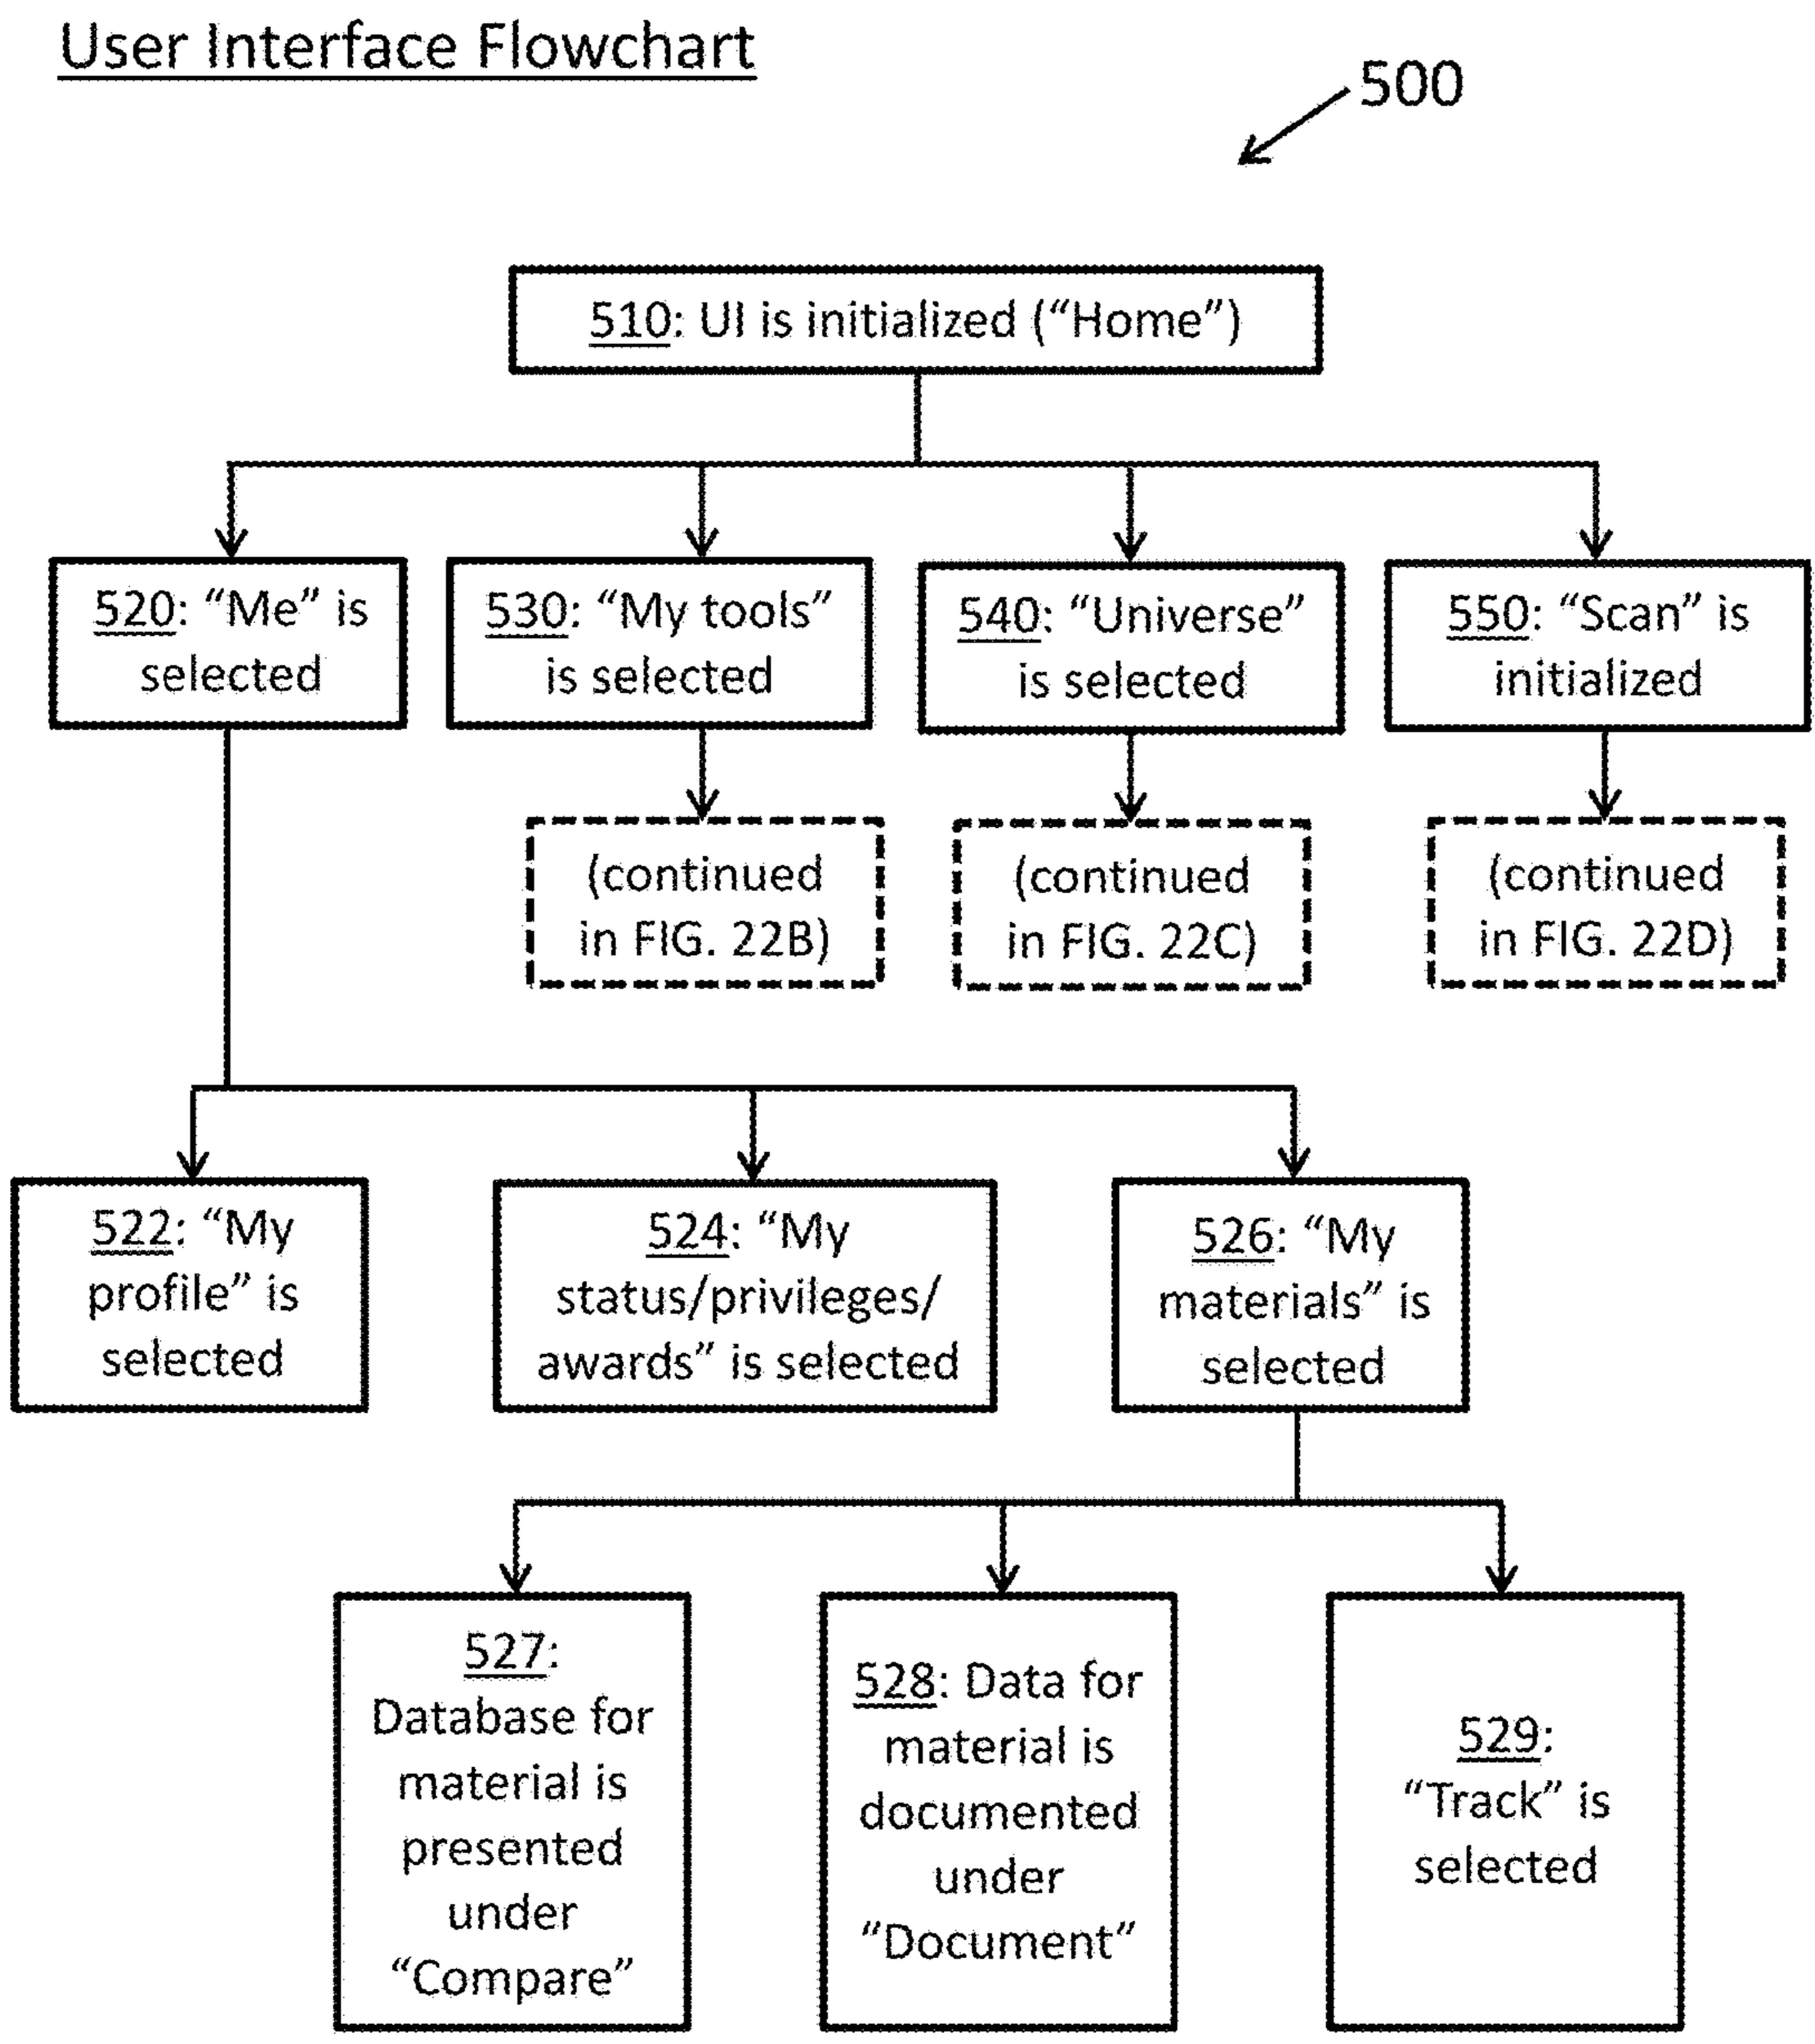 User Interface Flowchart
500
510: UI is initialized (“Home”)
520: “Me” is
selected
530: “My tools”
is selected
540: “Universe”
is selected
550: “Scan” is
initialized
(continued
in FIG. 22B)
(continued
in FIG. 22C)
(continued
in FIG. 22D)
522: “My
profile” is
selected
524: “My
status/privileges/
awards” is selected
526: “My
materials” is
selected
527:
Database for
material is
presented
under
“Compare”
528: Data for
material is
documented
under
“Document”
529:
“Track” is
selected